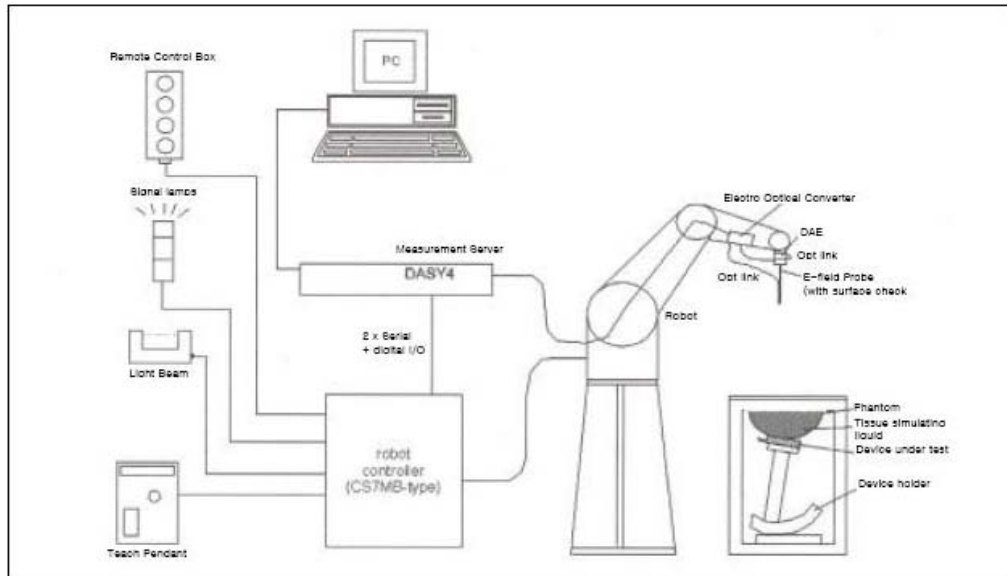 Remote Control Box
PC
Signal lamps
Electro Optical Converter
DAE
Opt link
Opt link
E-field Probe
(with surface check
Measurement Server
DASY4
Robot
2 x Serial
+ digital I/O
Light Beam
robot
controller
(CS7MB-type)
Phantom
Tissue simulating
liquid
Device under test
Device holder
Teach Pendant